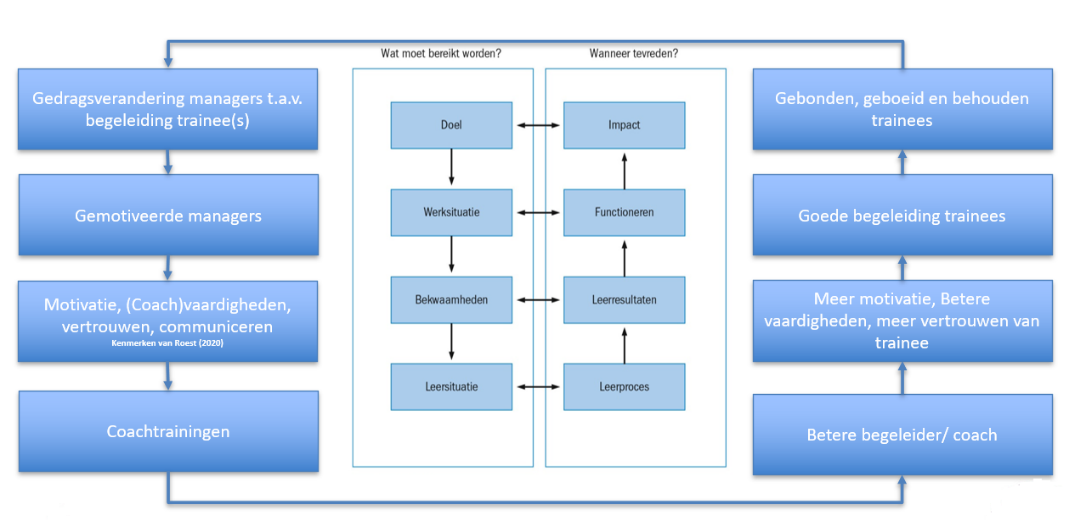 Wat moet bereikt worden?
Wanneer tevreden?
Gedragsverandering managers t.a.v.
begeleiding trainee(s)
Gemotiveerde managers
Motivatie, (Coach)vaardigheden,
vertrouwen, communiceren
Kenmerken van Roest (2020)
Coachtrainingen
Doel
Impact
Werksituatie
Functioneren
Bekwaamheden
Leerresultaten
Leersituatie
Leerproces
Gebonden, geboeid en behouden
trainees
Goede begeleiding trainees
Meer motivatie, Betere
vaardigheden, meer vertrouwen van
trainee
Betere begeleider/ coach